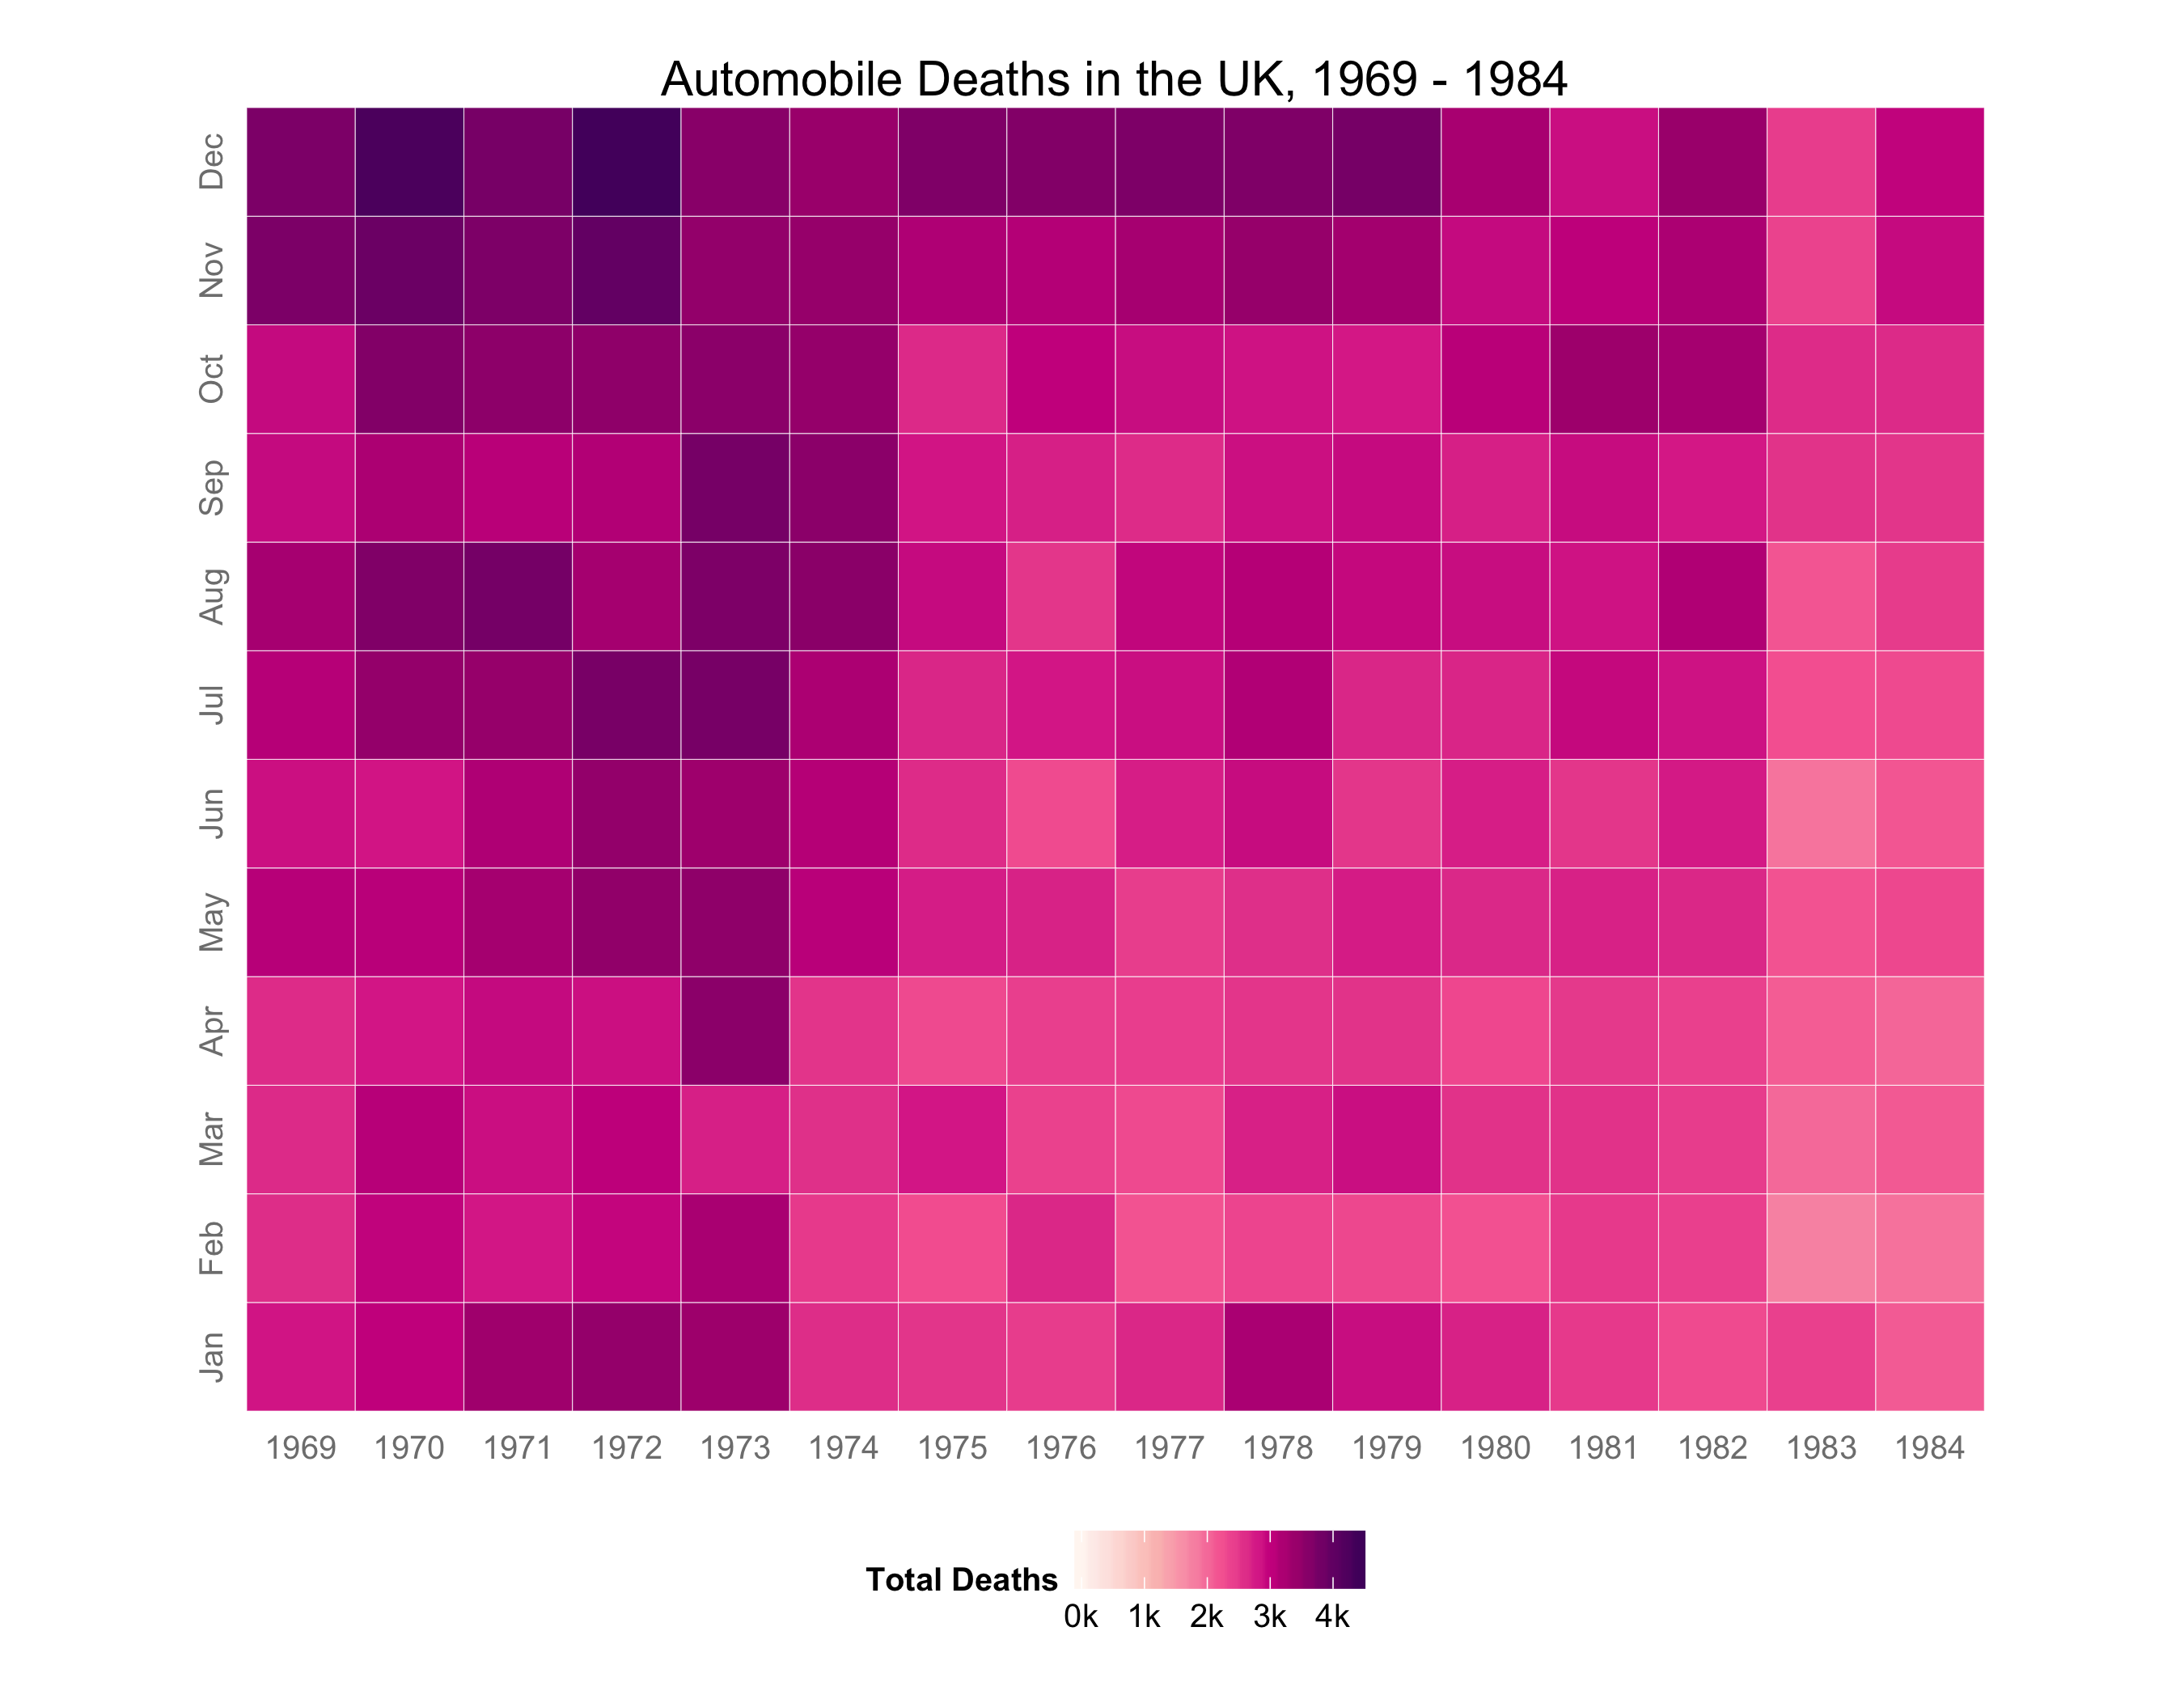 Automobile Deaths in the UK, 1969 - 1984
Dec
Nov
Oct
Sep
Aug
Jul
Jun
May
Apr
Mar
Feb
Jan
1969 1970 1971 1972 1973 1974 1975 1976 1977 1978 1979 1980 1981 1982 1983 1984
Total Deaths
0k 1k 2k 3k 4k